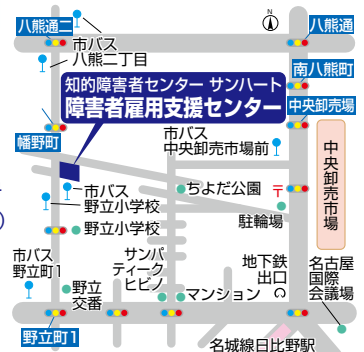 八熊通二
市バス
八熊二丁目
N
八熊通
南八熊町
知的障害者センター サンハート
障害者雇用支援センター
中央卸売場
幡野町
市バス
中央卸売市場前
中央卸売市場
市バス
野立小学校
ちよだ公園
〒
駐輪場
野立小学校
市バス
野立町1
サンパ
ティーク
ヒビノ
地下鉄
出口
名古屋
国際
会議場
野立
交番
マンション
野立町1
名城線日比野駅